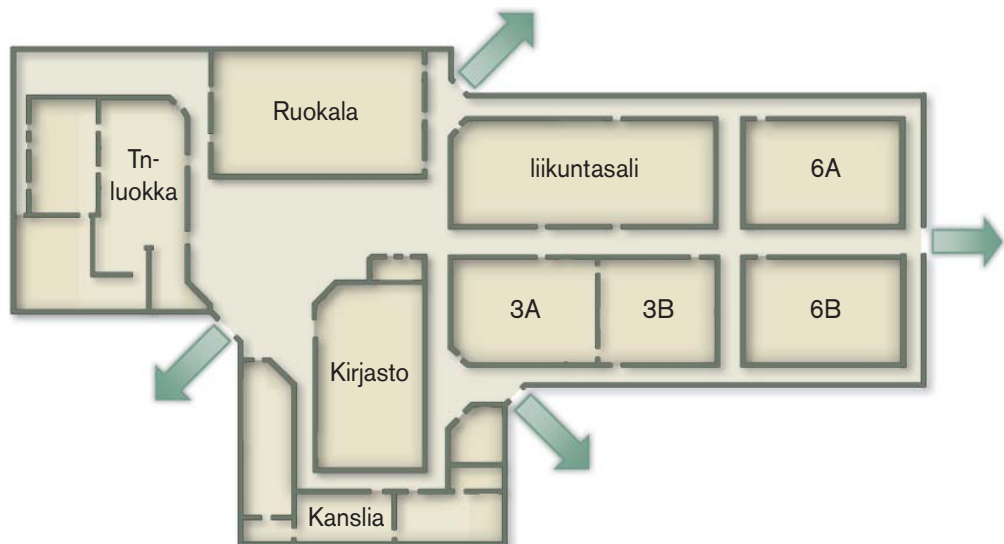 Ruokala
Tn-
luokka
liikuntasali
6A
3A
3B
6B
Kirjasto
Kanslia